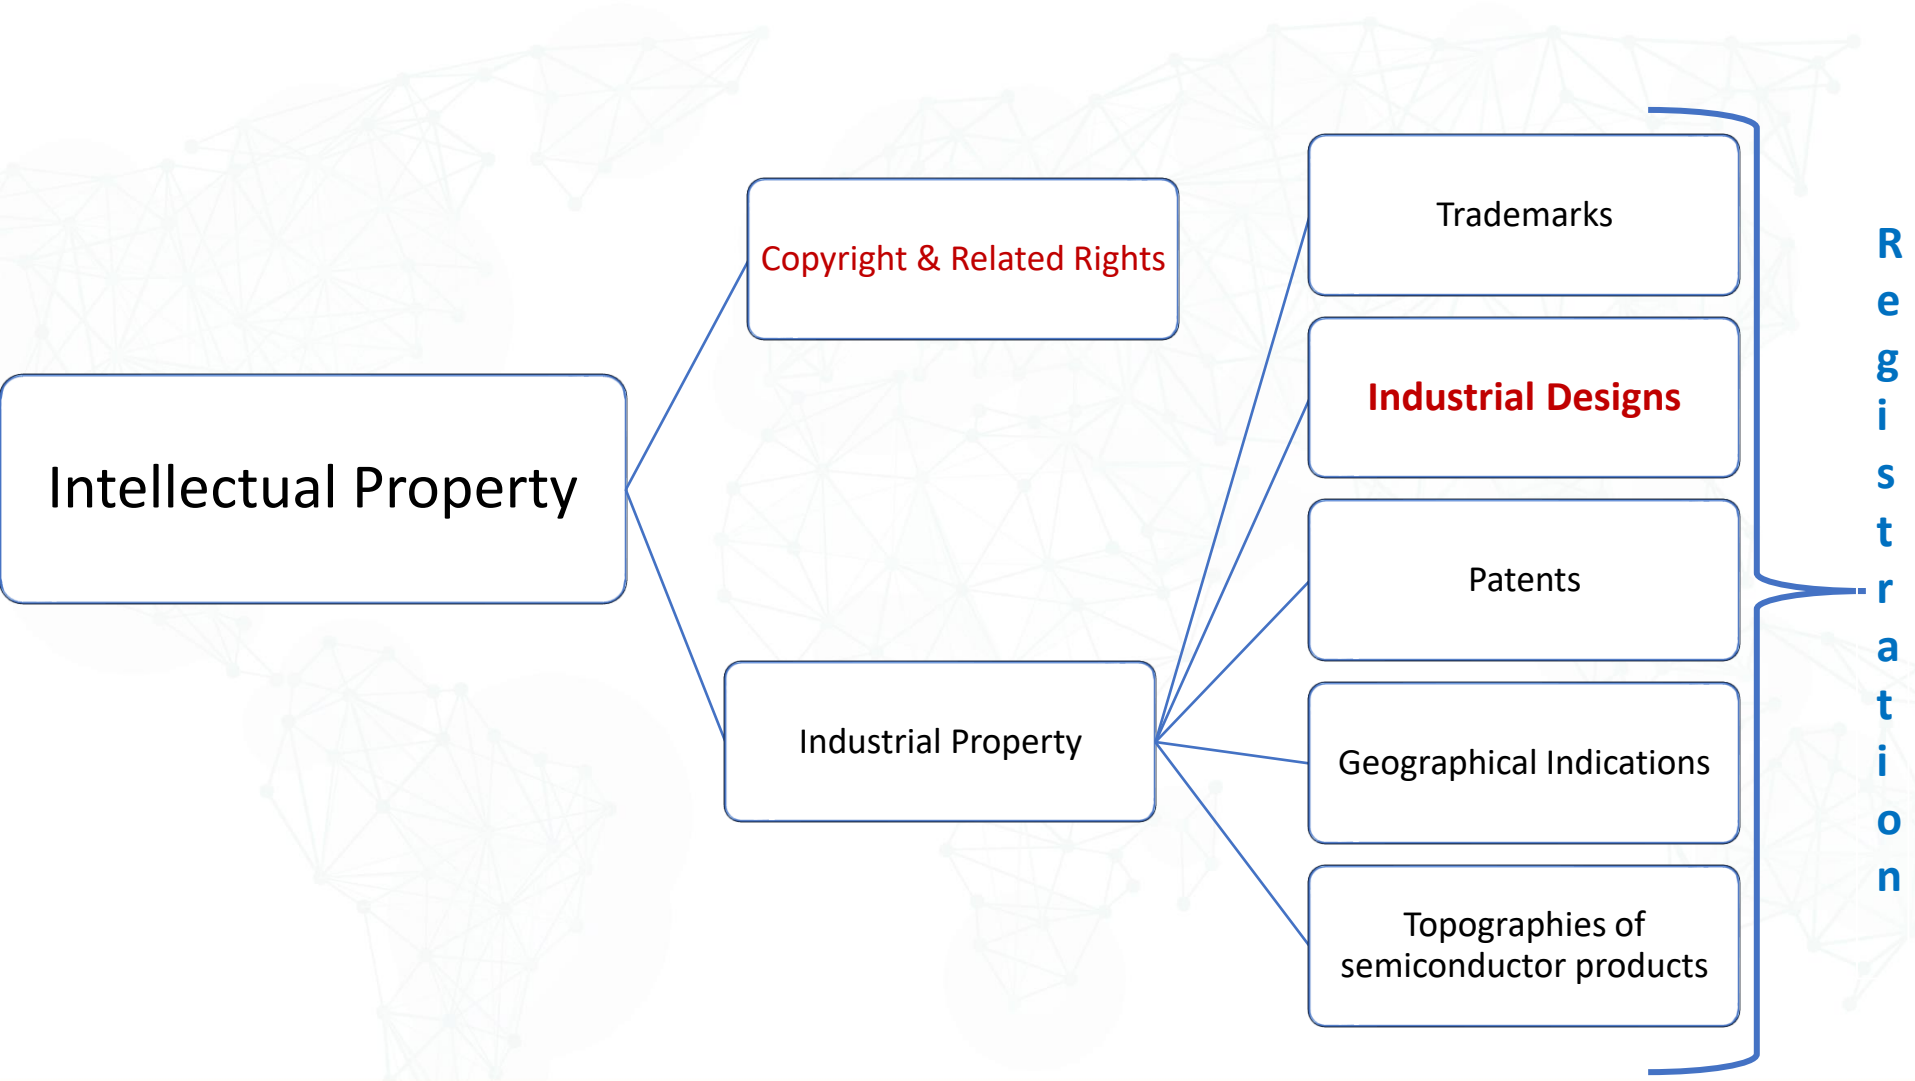 Intellectual Property
Copyright & Related Rights
Industrial Property
Trademarks
Industrial Designs
Patents
Geographical Indications
Topographies of
semiconductor products
R
e
g
i
s
t
r
a
t
i
o
n